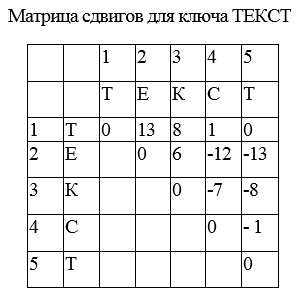 Матрица сдвигов для ключа ТЕКСТ
1 2 3 4 5
Т Е К С Т
1 Т 0 13 8 1 0
2 Е 0 6 -12 -13
3 К 0 -7 -8
4 С 0 - 1
5 Т 0